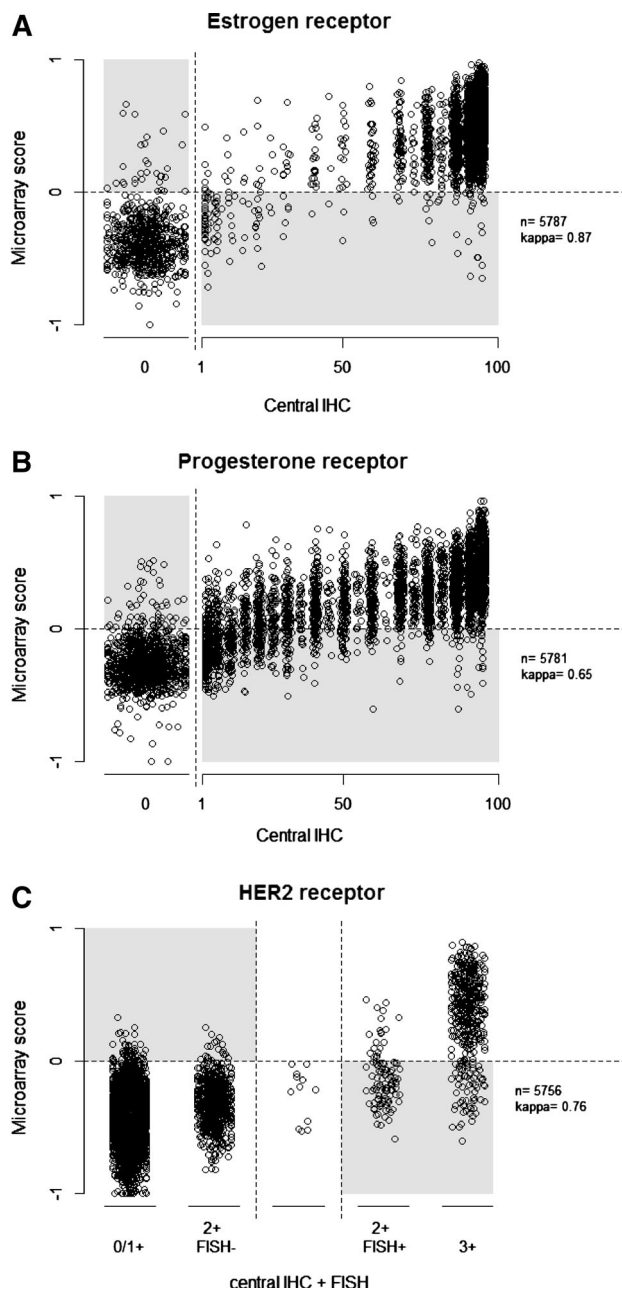 A
Estrogen receptor
Microarray score
1
0
-1
n= 5787
kappa= 0.87
0 1 50 100
Central IHC
B
Progesterone receptor
Microarray score
1
0
-1
n= 5781
kappa= 0.65
0 1 50 100
Central IHC
C
HER2 receptor
Microarray score
1
0
-1
n= 5756
kappa= 0.76
0/1+ 2+ FISH- 2+ FISH+ 3+
central IHC + FISH